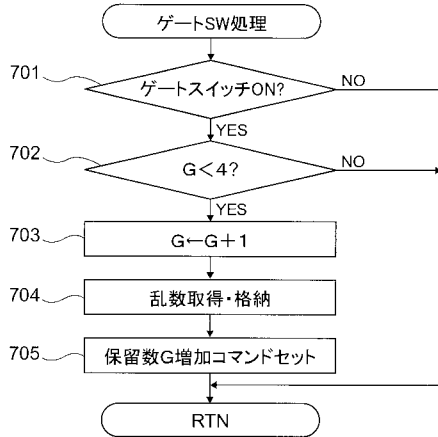 ゲートSW処理
701
ゲートスイッチON?
NO
YES
702
G<4?
NO
YES
703
G←G+1
704
乱数取得・格納
705
保留数G増加コマンドセット
RTN